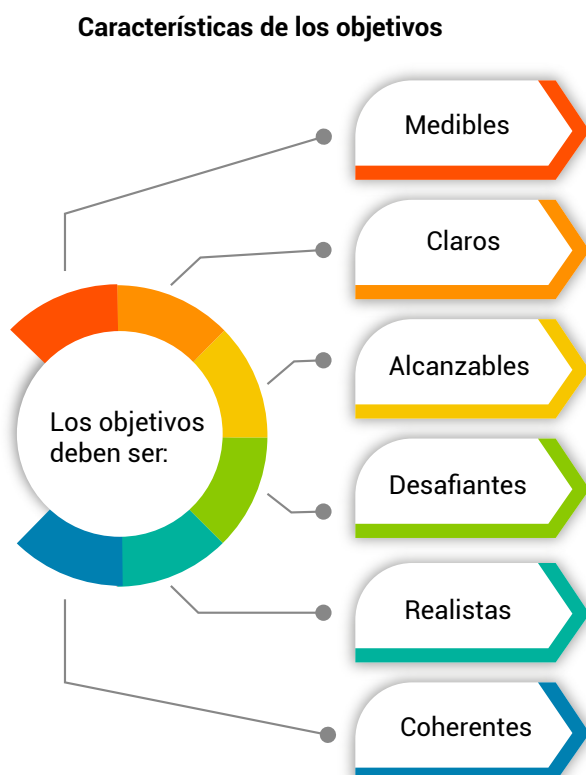 Características de los objetivos
Medibles
Claros
Alcanzables
Los objetivos
deben ser:
Desafiantes
Realistas
Coherentes